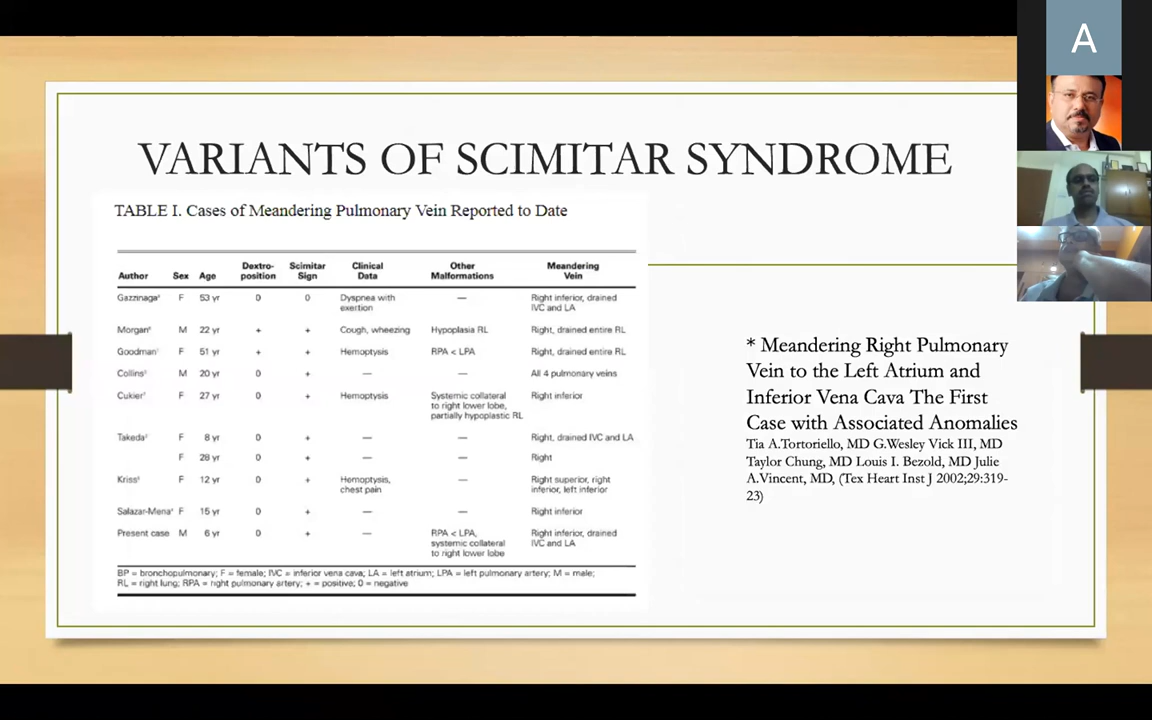 A
VARIANTS OF SCIMITAR SYNDROME
TABLE I. Cases of Meandering Pulmonary Vein Reported to Date
Author Sex Age Dextro- Scimitar Clinical Other Meandering
position Sign Data Malformations Vein
Gazzinaga F 53 yr 0 0 Dyspnea with — Right inferior, drained
exertion IVC and LA
Morgan M 22 yr + + Cough, wheezing Hypoplasia RL Right, drained entire RL
Goodman F 51 yr + + Hemoptysis RPA < LPA Right, drained entire RL
Collins M 20 yr 0 + — — All 4 pulmonary veins
Cukier F 27 yr 0 + Hemoptysis Systemic collateral Right inferior
to right lower lobe,
partially hypoplastic RL
Takeda F 8 yr 0 + — — Right, drained IVC and LA
F 28 yr 0 + — — Right
Kriss F 12 yr 0 + Hemoptysis, — Right superior, right
chest pain inferior, left inferior
Salazar-Mena F 15 yr 0 + — — Right inferior
Present case M 6 yr 0 + — RPA < LPA, Right inferior, drained
systemic collateral IVC and LA
to right lower lobe
BP = bronchopulmonary; F = female; IVC = inferior vena cava; LA = left atrium; LPA = left pulmonary artery; M = male;
RL = right lung; RPA = right pulmonary artery; + = positive; 0 = negative
* Meandering Right Pulmonary
Vein to the Left Atrium and
Inferior Vena Cava The First
Case with Associated Anomalies
Tia A.Tortoriello, MD G.Wesley Vick III, MD
Taylor Chung, MD Louis I. Bezold, MD Julie
A.Vincent, MD, (Tex Heart Inst J 2002;29:319-
23)